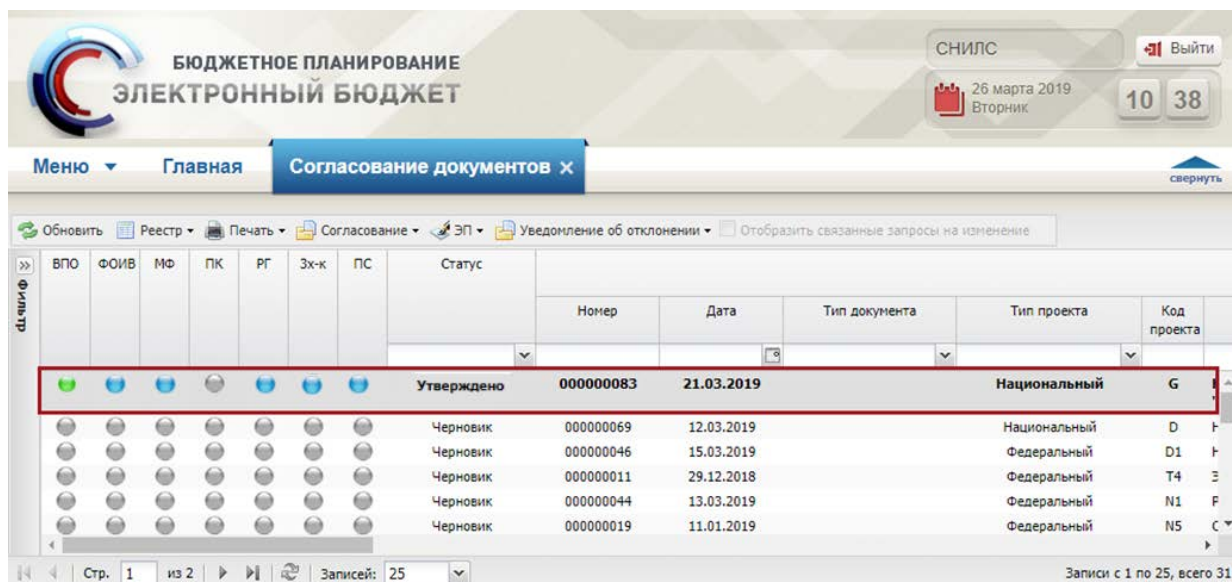 БЮДЖЕТНОЕ ПЛАНИРОВАНИЕ
ЭЛЕКТРОННЫЙ БЮДЖЕТ
СНИЛС
Выйти
26 марта 2019
Вторник
10 38
Меню Главная Согласование документов ×
свернуть
Обновить Реестр Печать Согласование ЭП Уведомление об отклонении Отобразить связанные запросы на изменение
» ВПО ФОИВ МФ ПК РГ 3х-к ПС Статус
Фильтр
Номер Дата Тип документа Тип проекта Код проекта
Утверждено 000000083 21.03.2019 Национальный G
Черновик 000000069 12.03.2019 Национальный D
Черновик 000000046 15.03.2019 Федеральный D1
Черновик 000000011 29.12.2018 Федеральный T4
Черновик 000000044 13.03.2019 Федеральный N1
Черновик 000000019 11.01.2019 Федеральный N5
Стр. 1 из 2 Записей: 25 Записи с 1 по 25, всего 31